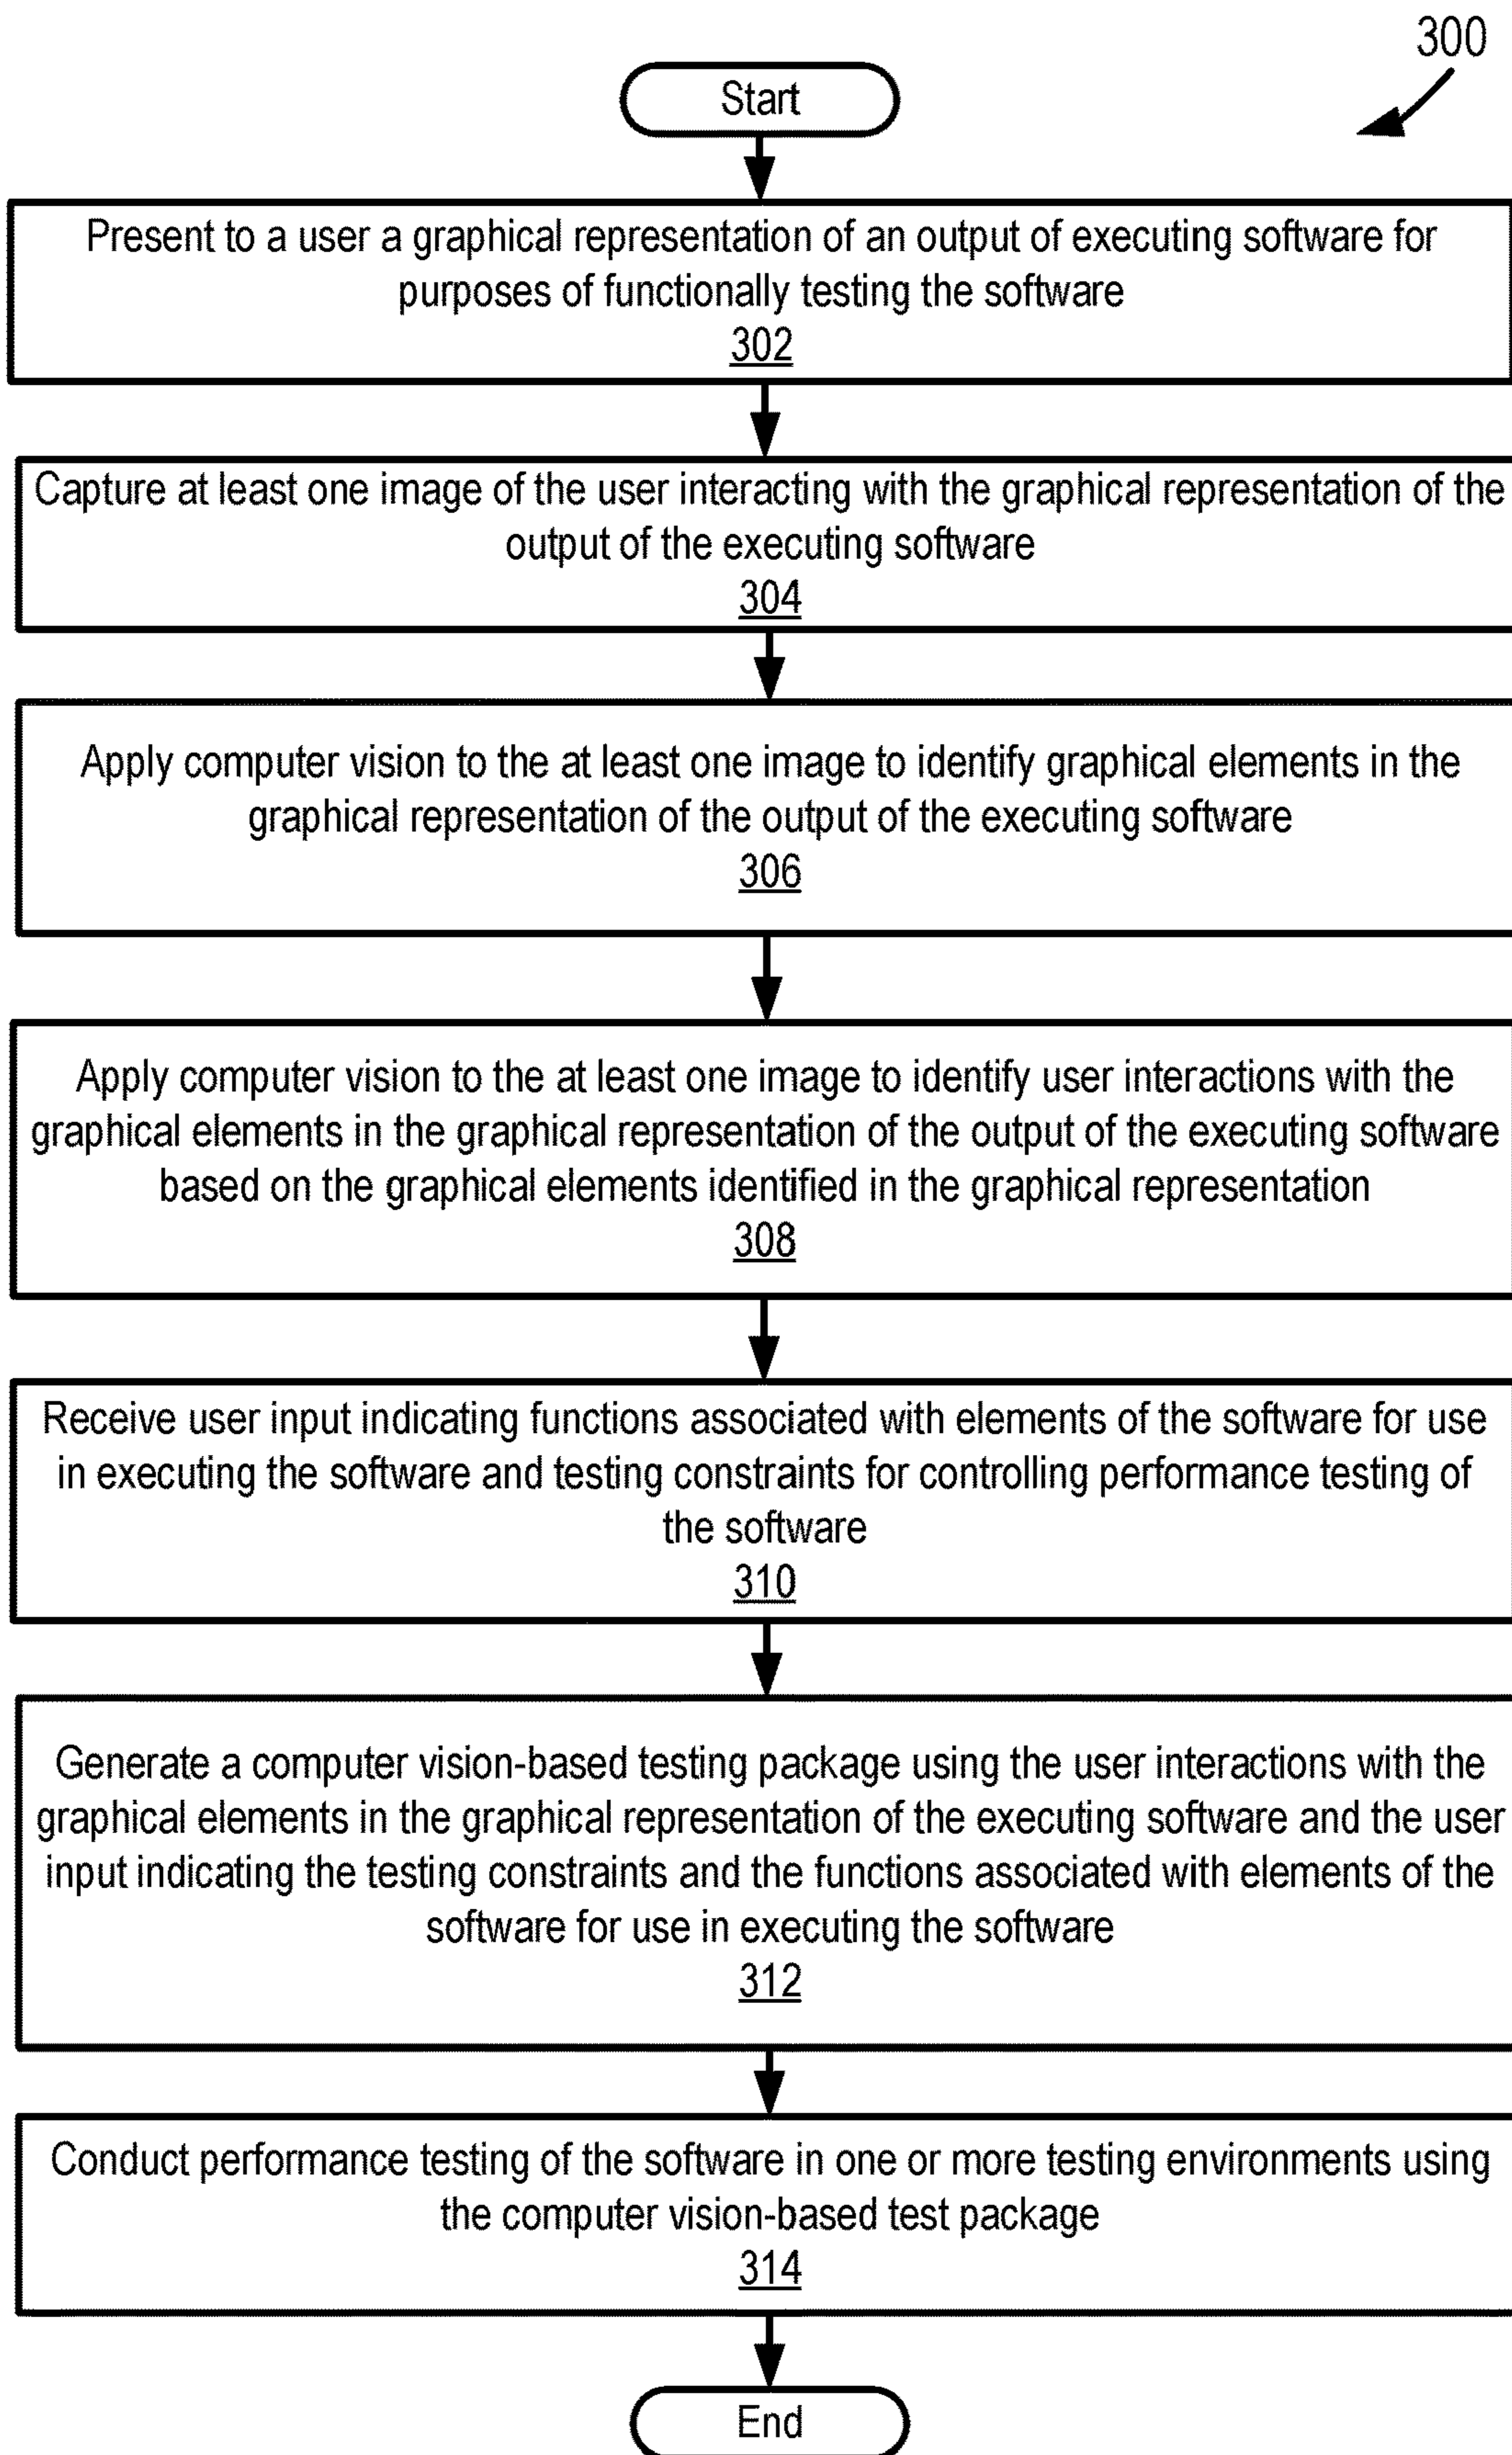 300
Start
Present to a user a graphical representation of an output of executing software for
purposes of functionally testing the software
302
Capture at least one image of the user interacting with the graphical representation of the
output of the executing software
304
Apply computer vision to the at least one image to identify graphical elements in the
graphical representation of the output of the executing software
306
Apply computer vision to the at least one image to identify user interactions with the
graphical elements in the graphical representation of the output of the executing software
based on the graphical elements identified in the graphical representation
308
Receive user input indicating functions associated with elements of the software for use
in executing the software and testing constraints for controlling performance testing of
the software
310
Generate a computer vision-based testing package using the user interactions with the
graphical elements in the graphical representation of the executing software and the user
input indicating the testing constraints and the functions associated with elements of the
software for use in executing the software
312
Conduct performance testing of the software in one or more testing environments using
the computer vision-based test package
314
End